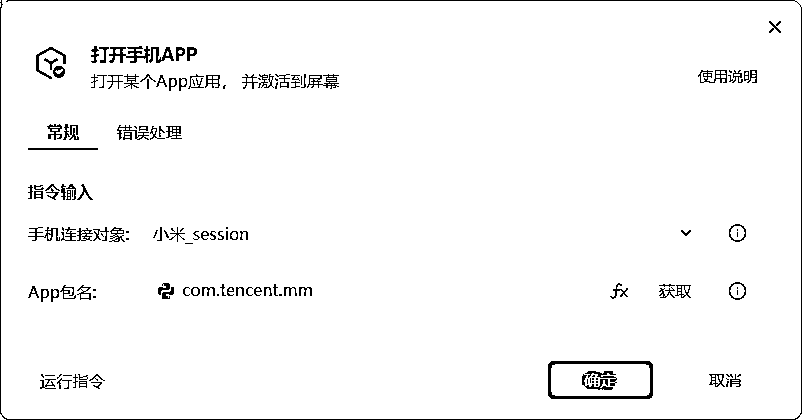 打开手机APP
打开某个App应用，并激活到屏幕
使用说明
常规 错误处理
指令输入
手机连接对象: 小米_session
App包名: com.tencent.mm fx 获取
运行指令 确定 取消